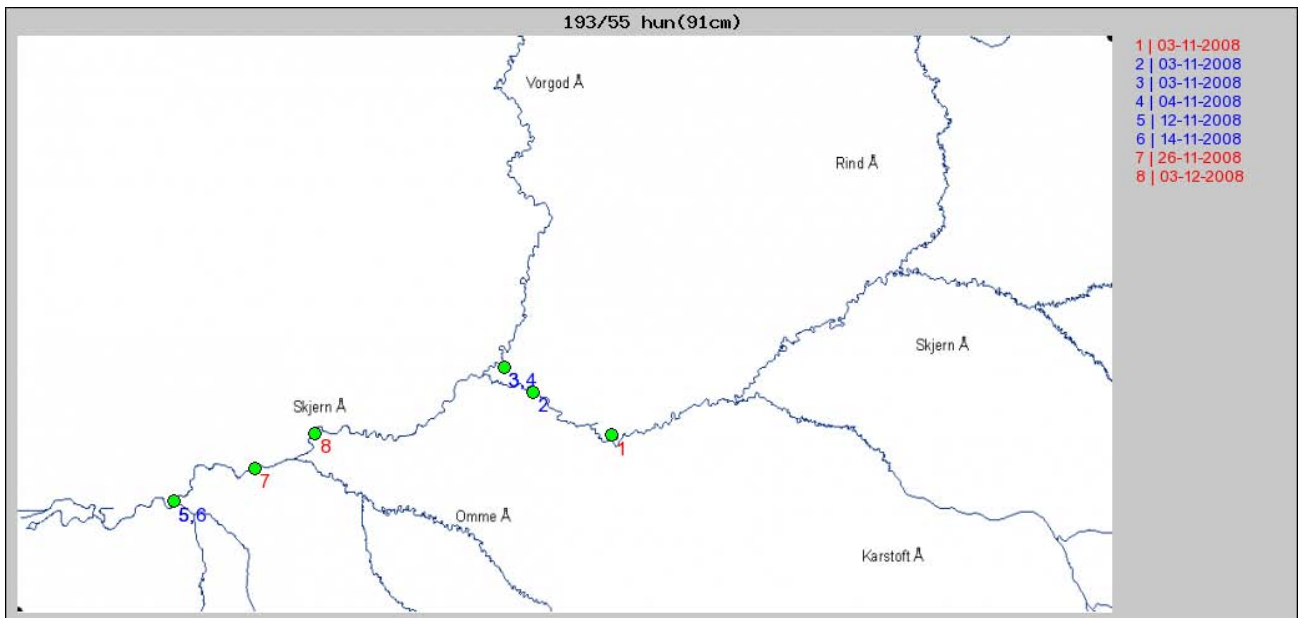 193/55 hun(91cm)
1 | 03-11-2008
2 | 03-11-2008
3 | 03-11-2008
4 | 04-11-2008
5 | 12-11-2008
6 | 14-11-2008
7 | 26-11-2008
8 | 03-12-2008
Vorgod Å
Rind Å
Skjern Å
3,4
2
Skjern Å
1
8
7
5,6
Omme Å
Karstoft Å